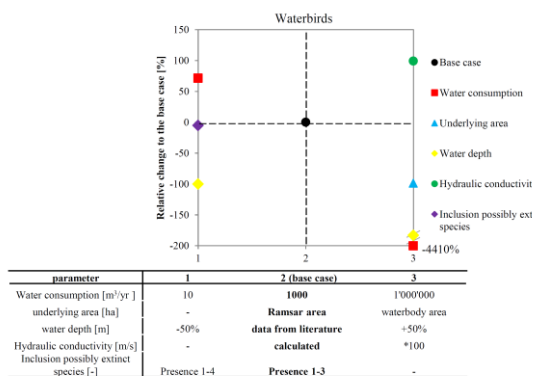 Waterbirds
Relative change to the base case [%]
150
100
50
0
-50
-100
-150
-200
1
2
3
-4410%
Base case
Water consumption
Underlying area
Water depth
Hydraulic conductivit
Inclusion possibly ext
species
parameter 1 2 (base case) 3
Water consumption [m³/yr ] 10 1000 1'000'000
underlying area [ha] - Ramsar area waterbody area
water depth [m] -50% data from literature +50%
Hydraulic conductivity [m/s] - calculated *100
Inclusion possibly extinct
species [-] Presence 1-4 Presence 1-3 -